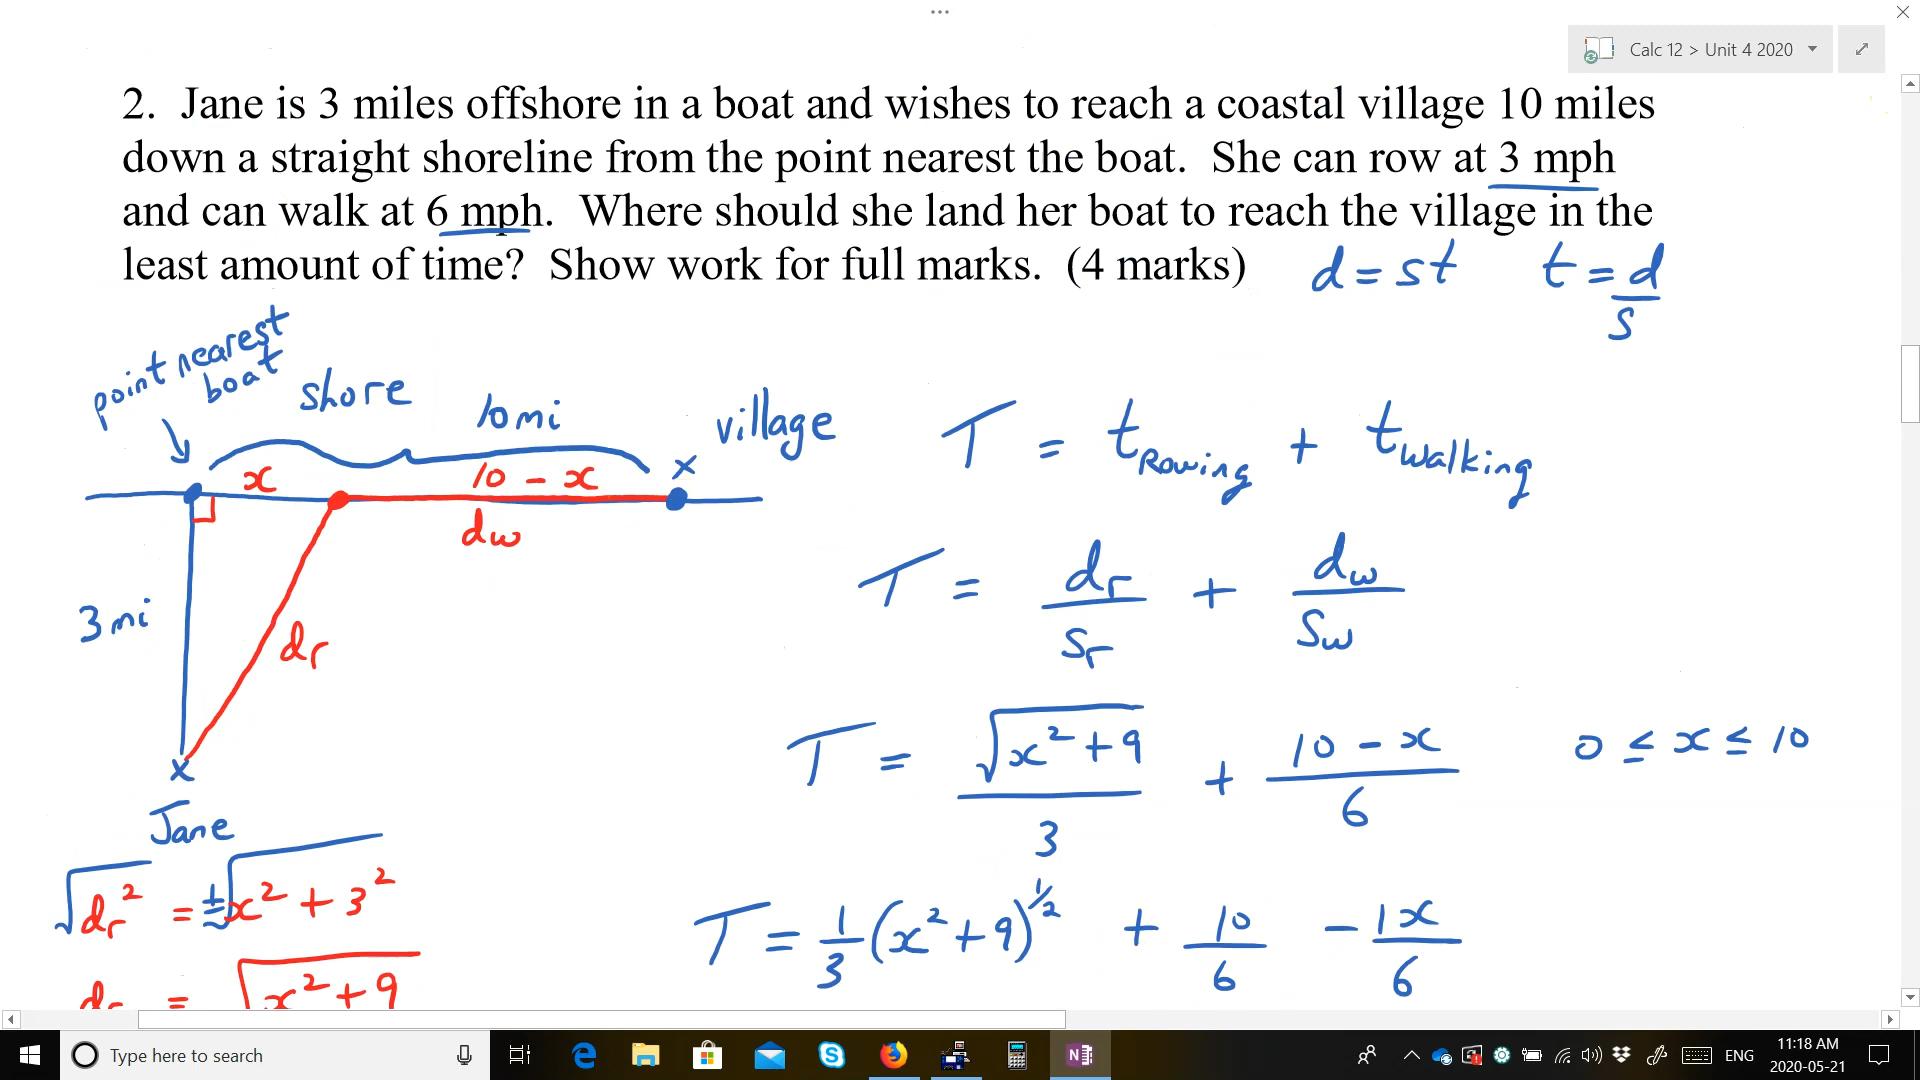 Calc 12 > Unit 4 2020
2. Jane is 3 miles offshore in a boat and wishes to reach a coastal village 10 miles
down a straight shoreline from the point nearest the boat. She can row at 3 mph
and can walk at 6 mph. Where should she land her boat to reach the village in the
least amount of time? Show work for full marks. (4 marks)
d = st t = d/s
point nearest
boat
shore
10mi
village
x
10 - x
x
dw
3mi
dr
x
Jane
√dr² = ±√x² + 3²
dr = √x² + 9
T = tRowing + twalking
T = dr/sr + dw/sw
T = √x² + 9/3 + 10 - x/6 0 ≤ x ≤ 10
T = 1/3(x² + 9)^1/2 + 10/6 - 1x/6
Type here to search
N
ENG
11:18 AM
2020-05-21